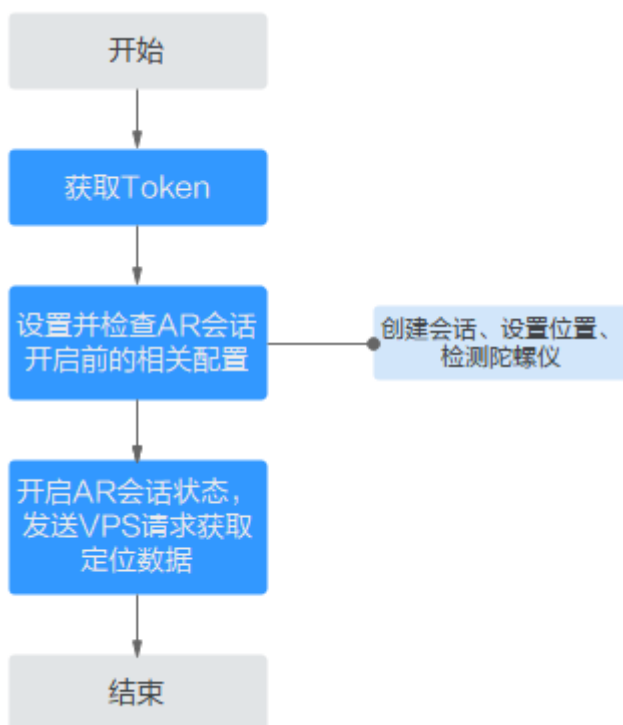 开始
获取Token
设置并检查AR会话
开启前的相关配置
创建会话、设置位置、
检测陀螺仪
开启AR会话状态，
发送VPS请求获取
定位数据
结束